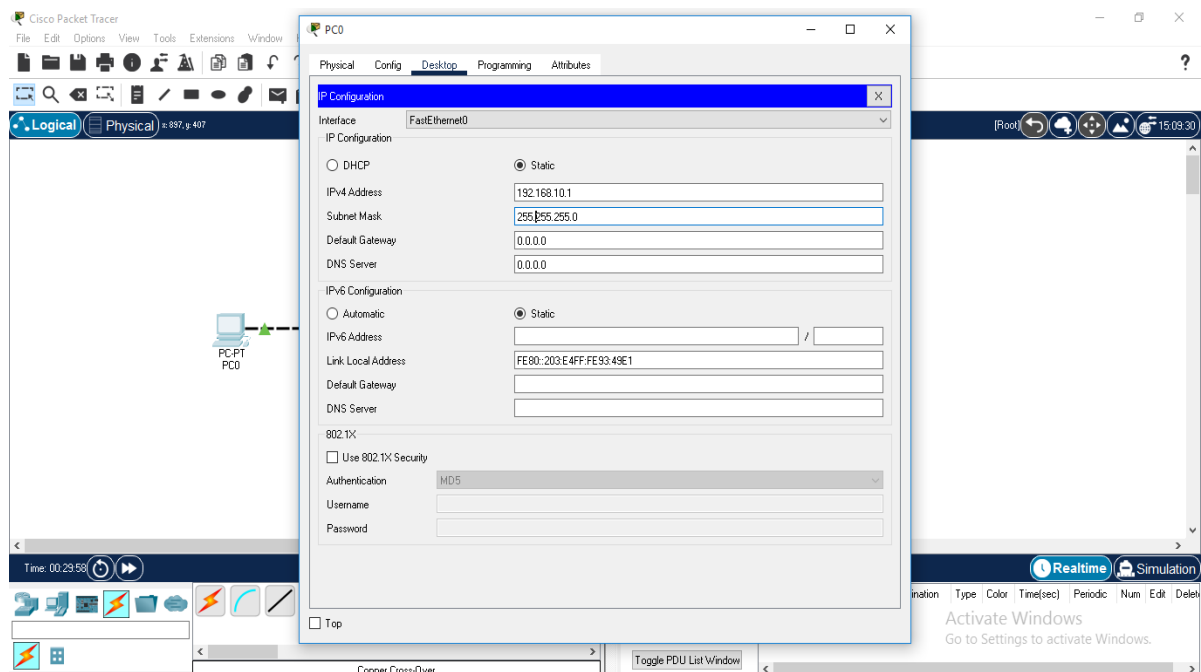 Cisco Packet Tracer
File Edit Options View Tools Extensions Window
?
Logical Physical x: 897, y: 407
[Root] 15:09:30
PC-PT
PC0
PC0
Physical Config Desktop Programming Attributes
IP Configuration X
Interface FastEthernet0
IP Configuration
DHCP Static
IPv4 Address 192.168.10.1
Subnet Mask 255.255.255.0
Default Gateway 0.0.0.0
DNS Server 0.0.0.0
IPv6 Configuration
Automatic Static
IPv6 Address /
Link Local Address FE80::203:E4FF:FE93:49E1
Default Gateway
DNS Server
802.1X
Use 802.1X Security
Authentication MD5
Username
Password
Top
Time: 00:29:58
Realtime Simulation
Copper Cross-Over
Toggle PDU List Window
ination Type Color Time(sec) Periodic Num Edit Delet
Activate Windows
Go to Settings to activate Windows.